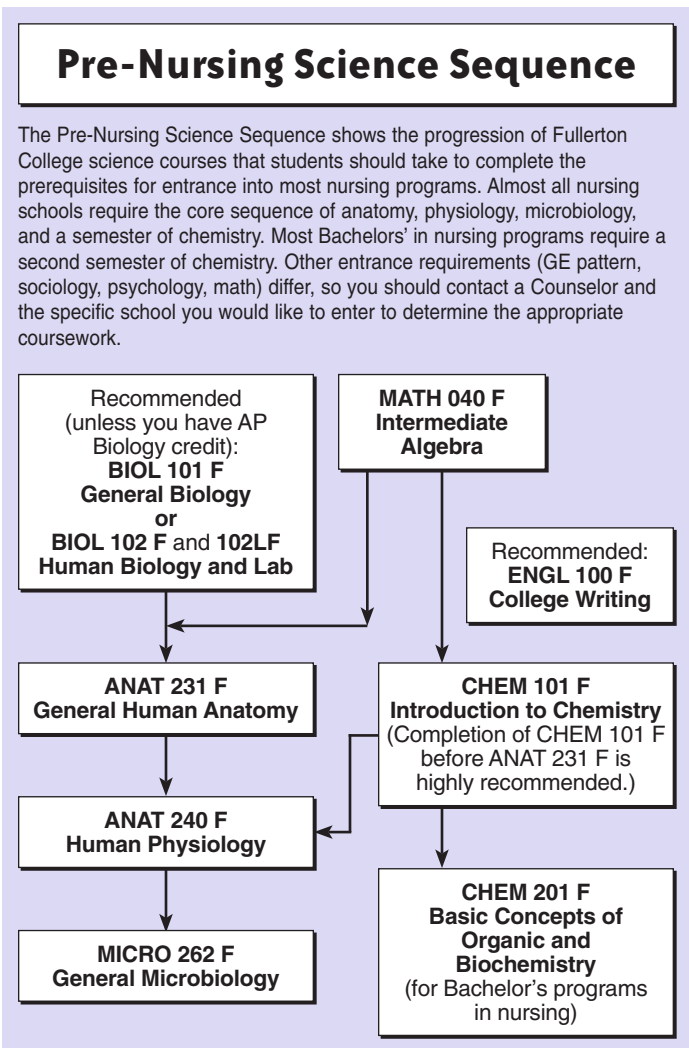 Pre-Nursing Science Sequence
The Pre-Nursing Science Sequence shows the progression of Fullerton
College science courses that students should take to complete the
prerequisites for entrance into most nursing programs. Almost all nursing
schools require the core sequence of anatomy, physiology, microbiology,
and a semester of chemistry. Most Bachelors’ in nursing programs require a
second semester of chemistry. Other entrance requirements (GE pattern,
sociology, psychology, math) differ, so you should contact a Counselor and
the specific school you would like to enter to determine the appropriate
coursework.
Recommended
(unless you have AP
Biology credit):
BIOL 101 F
General Biology
or
BIOL 102 F and 102LF
Human Biology and Lab
MATH 040 F
Intermediate
Algebra
Recommended:
ENGL 100 F
College Writing
ANAT 231 F
General Human Anatomy
CHEM 101 F
Introduction to Chemistry
(Completion of CHEM 101 F
before ANAT 231 F is
highly recommended.)
ANAT 240 F
Human Physiology
CHEM 201 F
Basic Concepts of
Organic and
Biochemistry
(for Bachelor’s programs
in nursing)
MICRO 262 F
General Microbiology